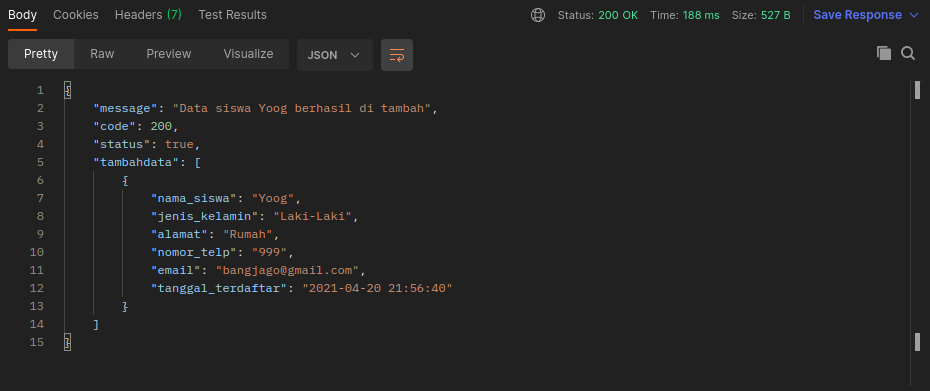 Body Cookies Headers (7) Test Results Status: 200 OK Time: 188 ms Size: 527 B Save Response
Pretty Raw Preview Visualize JSON
1 {
2 "message": "Data siswa Yoog berhasil di tambah",
3 "code": 200,
4 "status": true,
5 "tambahdata": [
6 {
7 "nama_siswa": "Yoog",
8 "jenis_kelamin": "Laki-Laki",
9 "alamat": "Rumah",
10 "nomor_telp": "999",
11 "email": "bangjago@gmail.com",
12 "tanggal_terdaftar": "2021-04-20 21:56:40"
13 }
14 ]
15 }